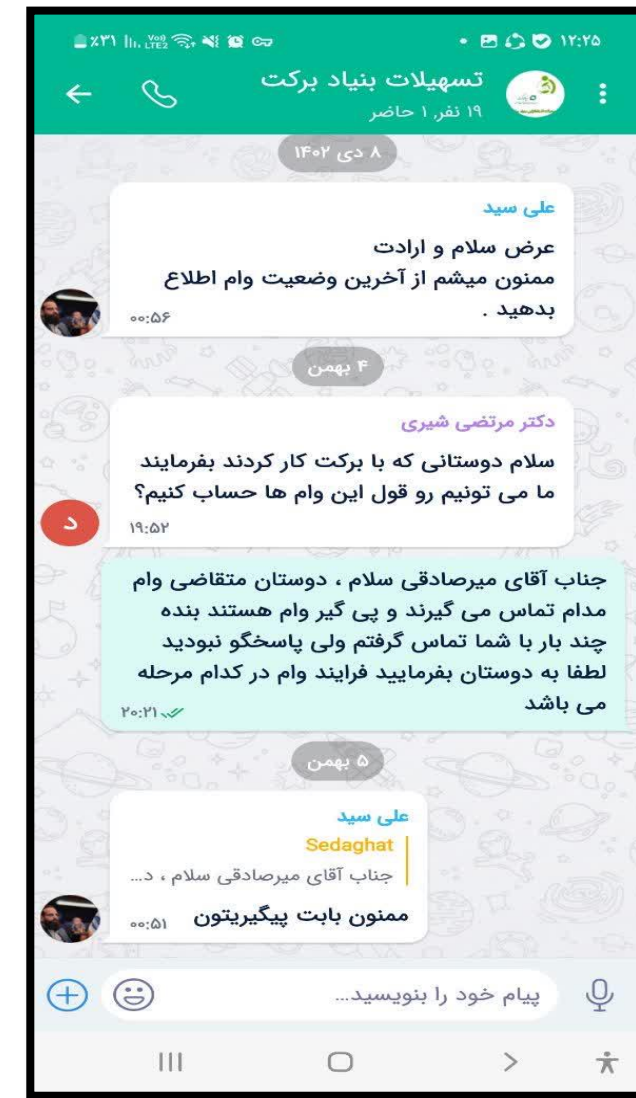 ٪۳۱ Vo9 LTE2 ۱۲:۲۵
تسهیلات بنیاد برکت
۱۹ نفر, ۱ حاضر
۸ دی ۱۴۰۲
علی سید
عرض سلام و ارادت
ممنون میشم از آخرین وضعیت وام اطلاع
بدهید .
۰۰:۵۶
۴ بهمن
دکتر مرتضی شیری
سلام دوستانی که با برکت کار کردند بفرمایند
ما می تونیم رو قول این وام ها حساب کنیم؟
د
۱۹:۵۲
جناب آقای میرصادقی سلام ، دوستان متقاضی وام
مدام تماس می گیرند و پی گیر وام هستند بنده
چند بار با شما تماس گرفتم ولی پاسخگو نبودید
لطفا به دوستان بفرمایید فرایند وام در کدام مرحله
می باشد
۲۰:۲۱
۵ بهمن
علی سید
Sedaghat
جناب آقای میرصادقی سلام ، د...
ممنون بابت پیگیریتون ۰۰:۵۱
پیام خود را بنویسید...